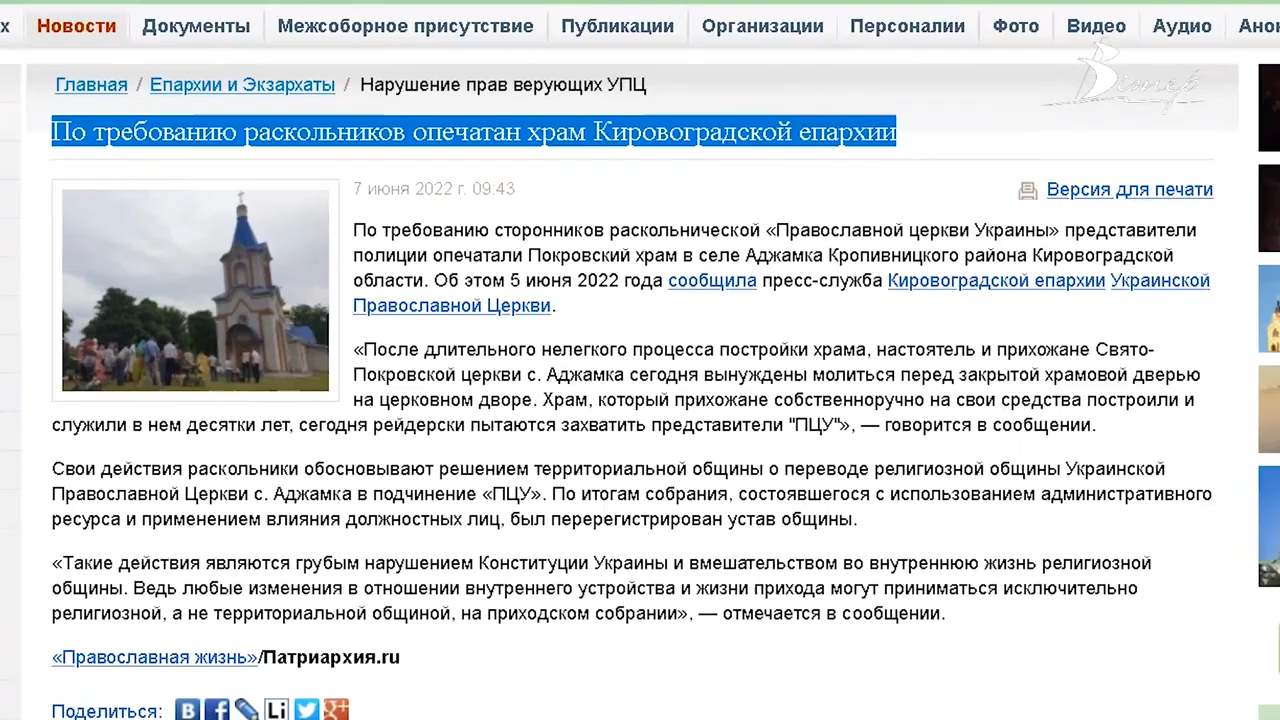 х Новости Документы Межсоборное присутствие Публикации Организации Персоналии Фото Видео Аудио Анон
Вітер
Главная / Епархии и Экзархаты / Нарушение прав верующих УПЦ
По требованию раскольников опечатан храм Кировоградской епархии
7 июня 2022 г. 09:43
Версия для печати
По требованию сторонников раскольнической «Православной церкви Украины» представители
полиции опечатали Покровский храм в селе Аджамка Кропивницкого района Кировоградской
области. Об этом 5 июня 2022 года сообщила пресс-служба Кировоградской епархии Украинской
Православной Церкви.
«После длительного нелегкого процесса постройки храма, настоятель и прихожане Свято-
Покровской церкви с. Аджамка сегодня вынуждены молиться перед закрытой храмовой дверью
на церковном дворе. Храм, который прихожане собственноручно на свои средства построили и
служили в нем десятки лет, сегодня рейдерски пытаются захватить представители "ПЦУ"», — говорится в сообщении.
Свои действия раскольники обосновывают решением территориальной общины о переводе религиозной общины Украинской
Православной Церкви с. Аджамка в подчинение «ПЦУ». По итогам собрания, состоявшегося с использованием административного
ресурса и применением влияния должностных лиц, был перерегистрирован устав общины.
«Такие действия являются грубым нарушением Конституции Украины и вмешательством во внутреннюю жизнь религиозной
общины. Ведь любые изменения в отношении внутреннего устройства и жизни прихода могут приниматься исключительно
религиозной, а не территориальной общиной, на приходском собрании», — отмечается в сообщении.
«Православная жизнь»/Патриархия.ru
Поделиться: